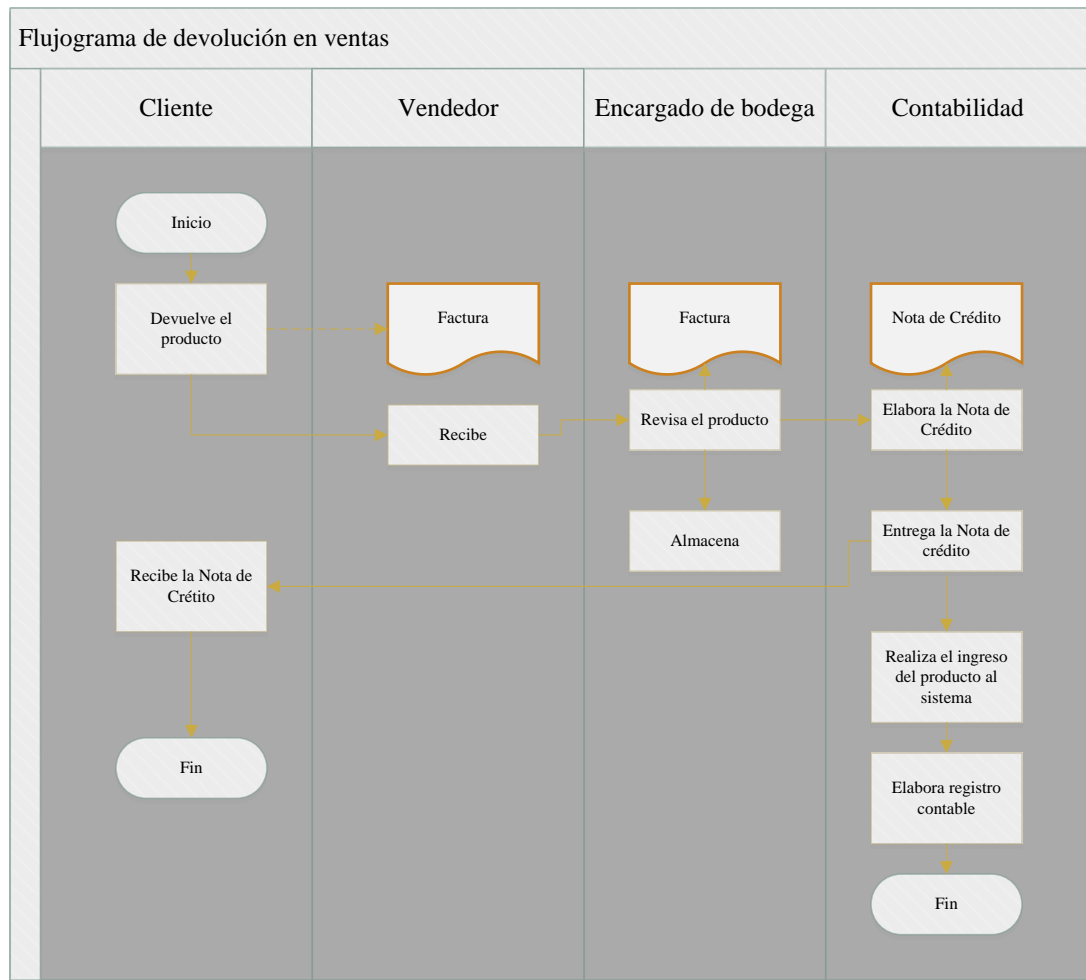 Flujograma de devolución en ventas
Cliente
Vendedor
Encargado de bodega
Contabilidad
Inicio
Devuelve el
producto
Factura
Factura
Nota de Crédito
Recibe
Revisa el producto
Elabora la Nota de
Crédito
Almacena
Entrega la Nota de
crédito
Recibe la Nota de
Crétito
Realiza el ingreso
del producto al
sistema
Fin
Elabora registro
contable
Fin